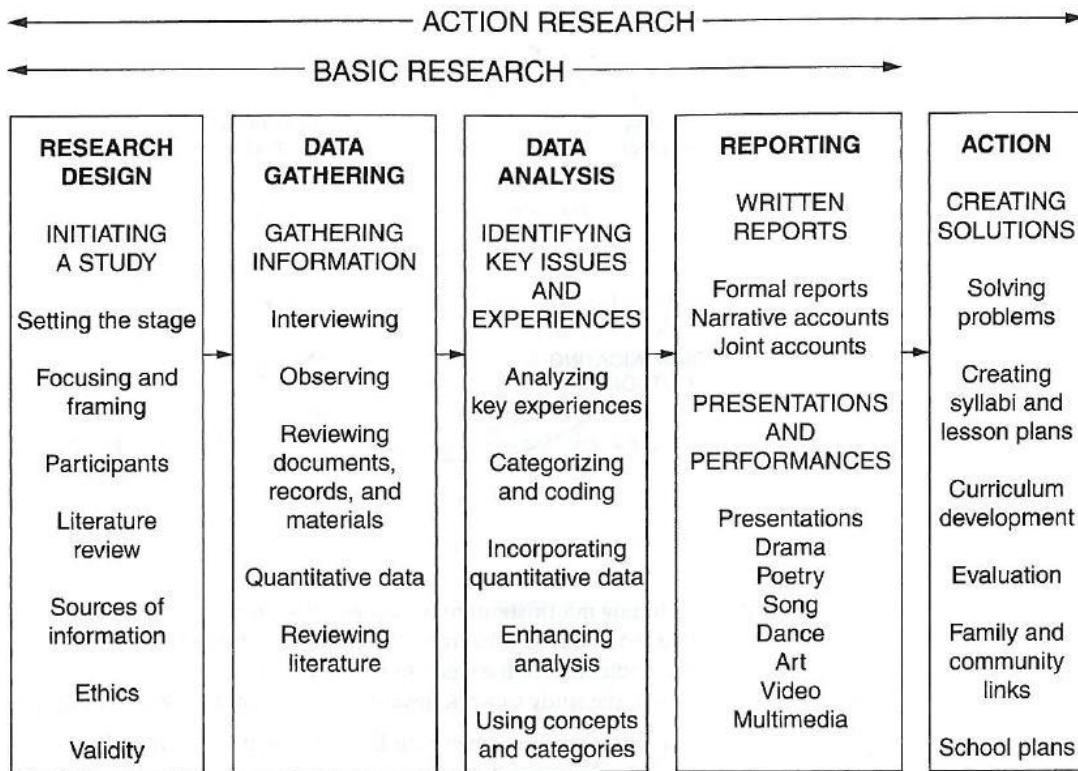 ACTION RESEARCH
BASIC RESEARCH
RESEARCH
DESIGN
INITIATING
A STUDY
Setting the stage
Focusing and
framing
Participants
Literature
review
Sources of
information
Ethics
Validity
DATA
GATHERING
GATHERING
INFORMATION
Interviewing
Observing
Reviewing
documents,
records, and
materials
Quantitative data
Reviewing
literature
DATA
ANALYSIS
IDENTIFYING
KEY ISSUES
AND
EXPERIENCES
Analyzing
key experiences
Categorizing
and coding
Incorporating
quantitative data
Enhancing
analysis
Using concepts
and categories
REPORTING
WRITTEN
REPORTS
Formal reports
Narrative accounts
Joint accounts
PRESENTATIONS
AND
PERFORMANCES
Presentations
Drama
Poetry
Song
Dance
Art
Video
Multimedia
ACTION
CREATING
SOLUTIONS
Solving
problems
Creating
syllabi and
lesson plans
Curriculum
development
Evaluation
Family and
community
links
School plans